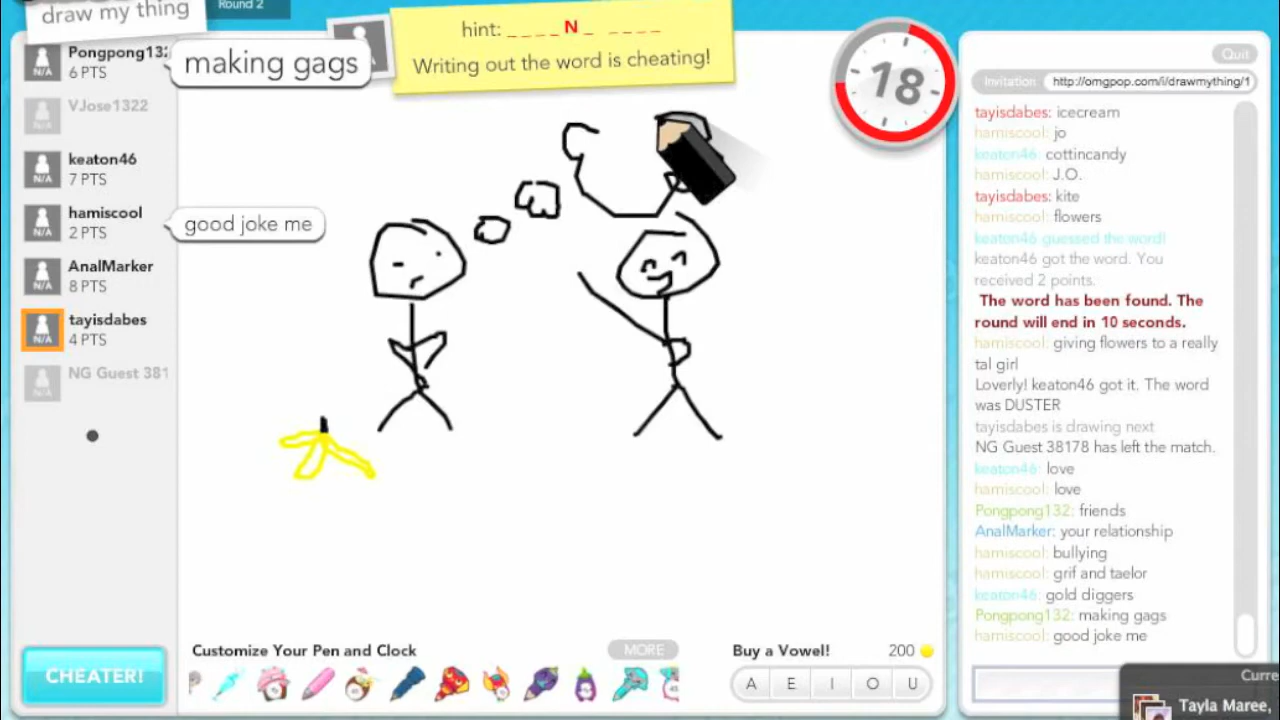 draw my thing
Round 2
hint: _ _ _ _ N _ _ _ _ _
Writing out the word is cheating!
18
Pongpong132
6 PTS
making gags
VJose1322
keaton46
7 PTS
hamiscool
2 PTS
good joke me
AnalMarker
8 PTS
tayisdabes
4 PTS
NG Guest 381
N/A
N/A
N/A
N/A
N/A
N/A
N/A
CHEATER!
Customize Your Pen and Clock
MORE
Buy a Vowel!
200
A E I O U
Quit
Invitation http://omgpop.com/i/drawmything/1
tayisdabes: icecream
hamiscool: jo
keaton46: cottincandy
hamiscool: J.O.
tayisdabes: kite
hamiscool: flowers
keaton46 guessed the word!
keaton46 got the word. You
received 2 points.
The word has been found. The
round will end in 10 seconds.
hamiscool: giving flowers to a really
tal girl
Loverly! keaton46 got it. The word
was DUSTER
tayisdabes is drawing next
NG Guest 38178 has left the match.
keaton46: love
hamiscool: love
Pongpong132: friends
AnalMarker: your relationship
hamiscool: bullying
hamiscool: grif and taelor
keaton46: gold diggers
Pongpong132: making gags
hamiscool: good joke me
Curre
Tayla Maree,